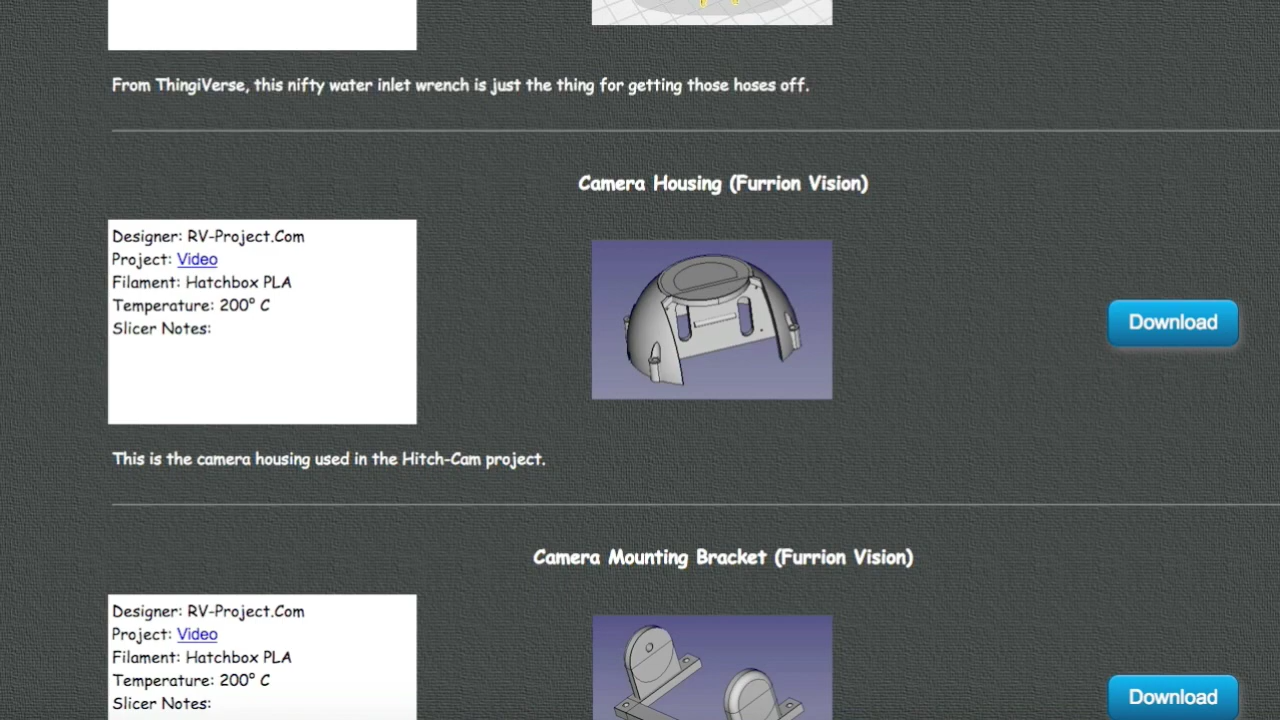 From ThingiVerse, this nifty water inlet wrench is just the thing for getting those hoses off.
Camera Housing (Furrion Vision)
Designer: RV-Project.Com
Project: Video
Filament: Hatchbox PLA
Temperature: 200° C
Slicer Notes:
Download
This is the camera housing used in the Hitch-Cam project.
Camera Mounting Bracket (Furrion Vision)
Designer: RV-Project.Com
Project: Video
Filament: Hatchbox PLA
Temperature: 200° C
Slicer Notes:
Download